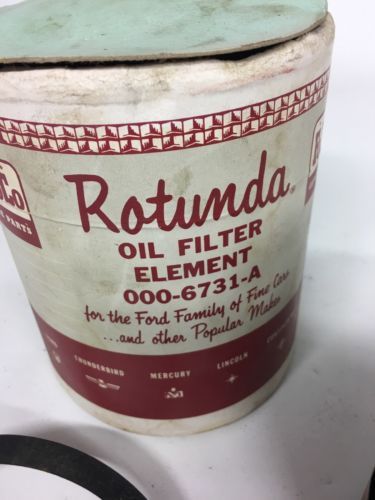 Rotunda
OIL FILTER
ELEMENT
000-6731-A
for the Ford Family of Fine Cars
...and other Popular Makes
PARTS
THUNDERBIRD
MERCURY
LINCOLN